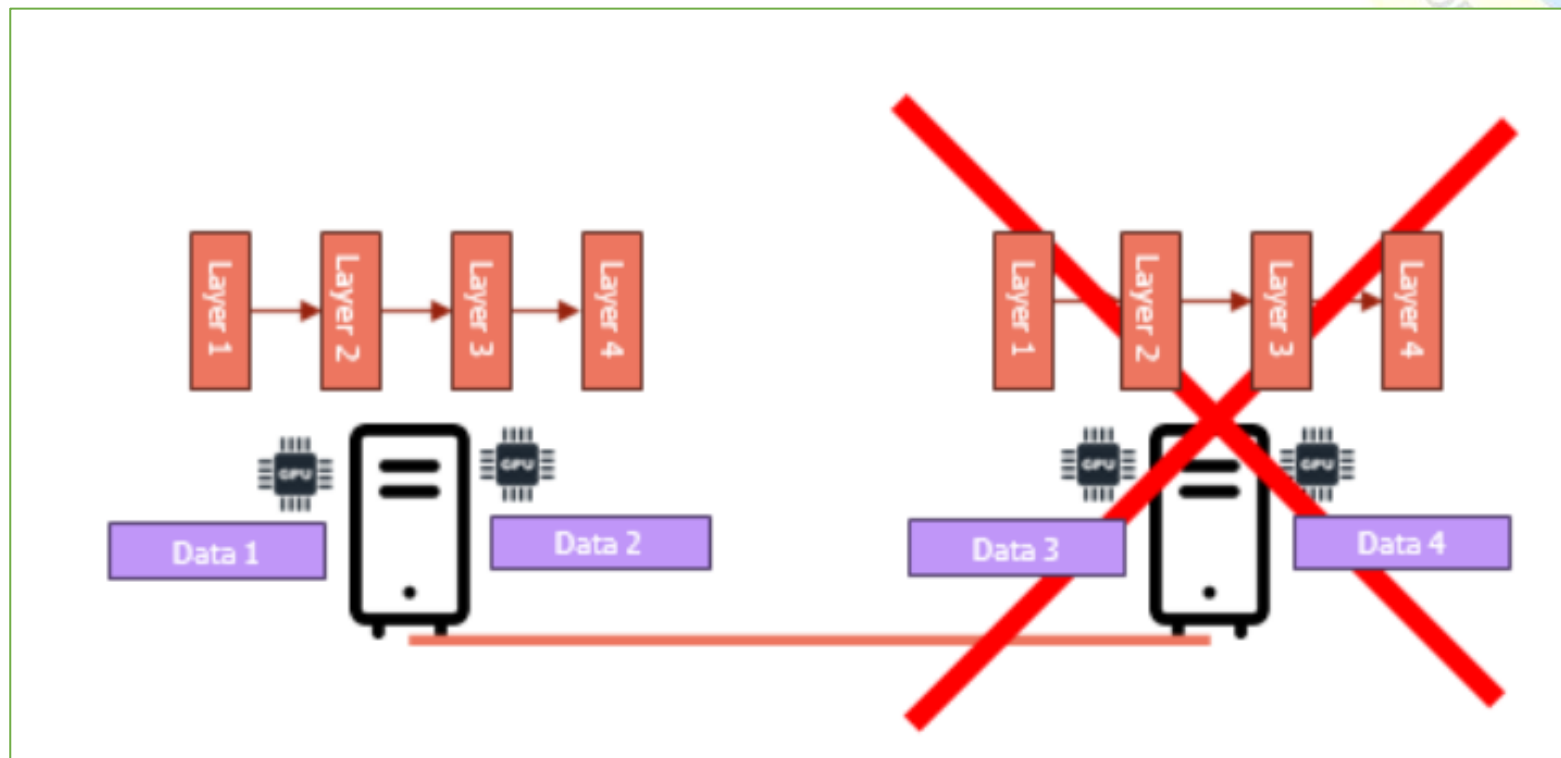 Layer 1
Layer 2
Layer 3
Layer 4
Layer 1
Layer 2
Layer 3
Layer 4
GPU
GPU
GPU
GPU
Data 1
Data 2
Data 3
Data 4